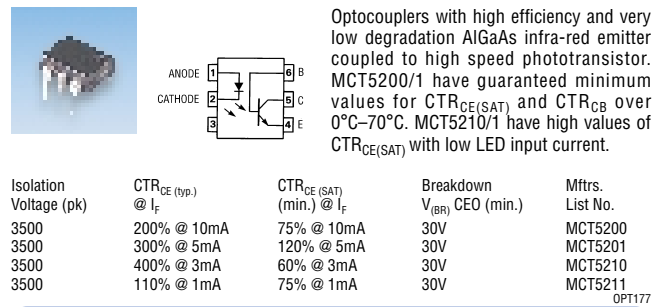 Optocouplers with high efficiency and very
low degradation AlGaAs infra-red emitter
coupled to high speed phototransistor.
MCT5200/1 have guaranteed minimum
values for CTRCE(SAT) and CTRCB over
0°C–70°C. MCT5210/1 have high values of
CTRCE(SAT) with low LED input current.
ANODE 1 6 B
CATHODE 2 5 C
3 4 E
Isolation CTRCE (typ.) CTRCE (SAT) Breakdown Mftrs.
Voltage (pk) @ IF (min.) @ IF V(BR) CEO (min.) List No.
3500 200% @ 10mA 75% @ 10mA 30V MCT5200
3500 300% @ 5mA 120% @ 5mA 30V MCT5201
3500 400% @ 3mA 60% @ 3mA 30V MCT5210
3500 110% @ 1mA 75% @ 1mA 30V MCT5211
OPT177